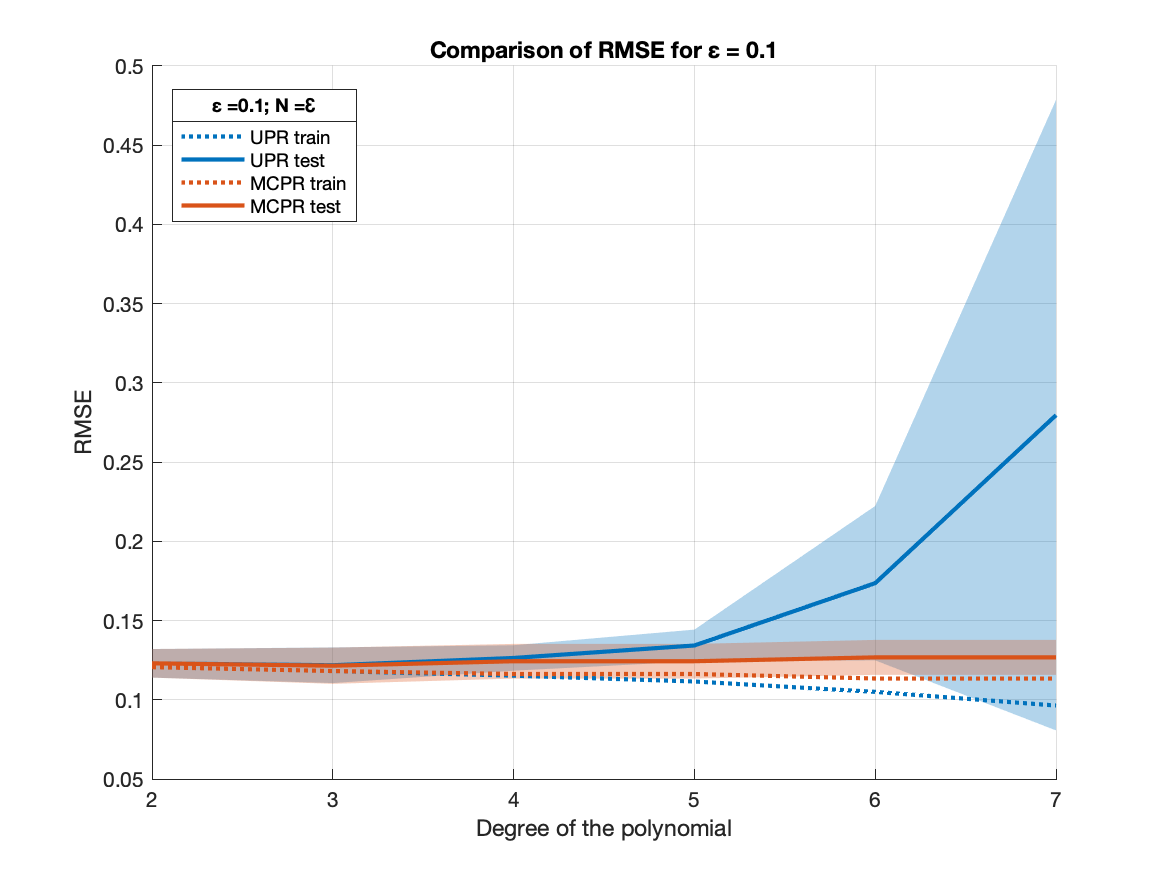 Comparison of RMSE for ε = 0.1
0.5
0.45
0.4
0.35
0.3
0.25
0.2
0.15
0.1
0.05
RMSE
ε =0.1; N =Ɛ
UPR train
UPR test
MCPR train
MCPR test
2 3 4 5 6 7
Degree of the polynomial